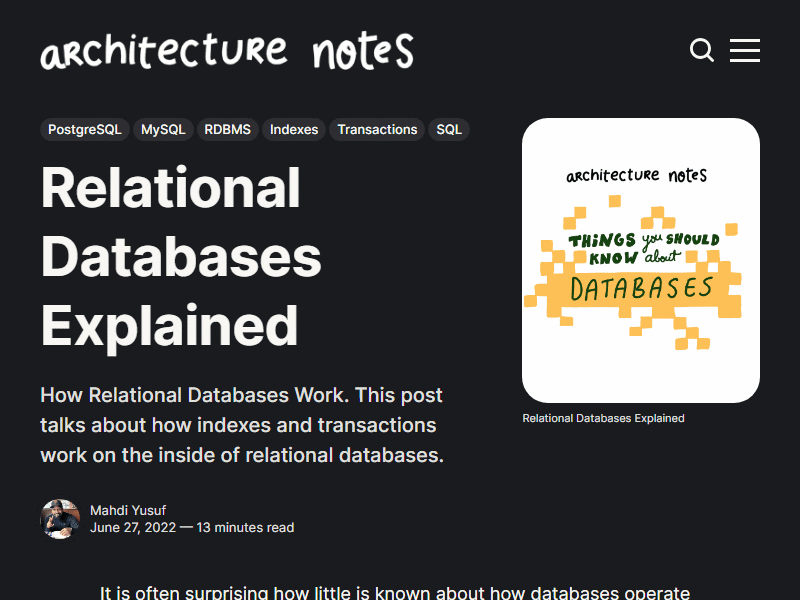 architecture notes
PostgreSQL MySQL RDBMS Indexes Transactions SQL
Relational
Databases
Explained
How Relational Databases Work. This post
talks about how indexes and transactions
work on the inside of relational databases.
Mahdi Yusuf
June 27, 2022 — 13 minutes read
architecture notes
THINGS you SHOULD
KNOW about
DATABASES
Relational Databases Explained
It is often surprising how little is known about how databases operate